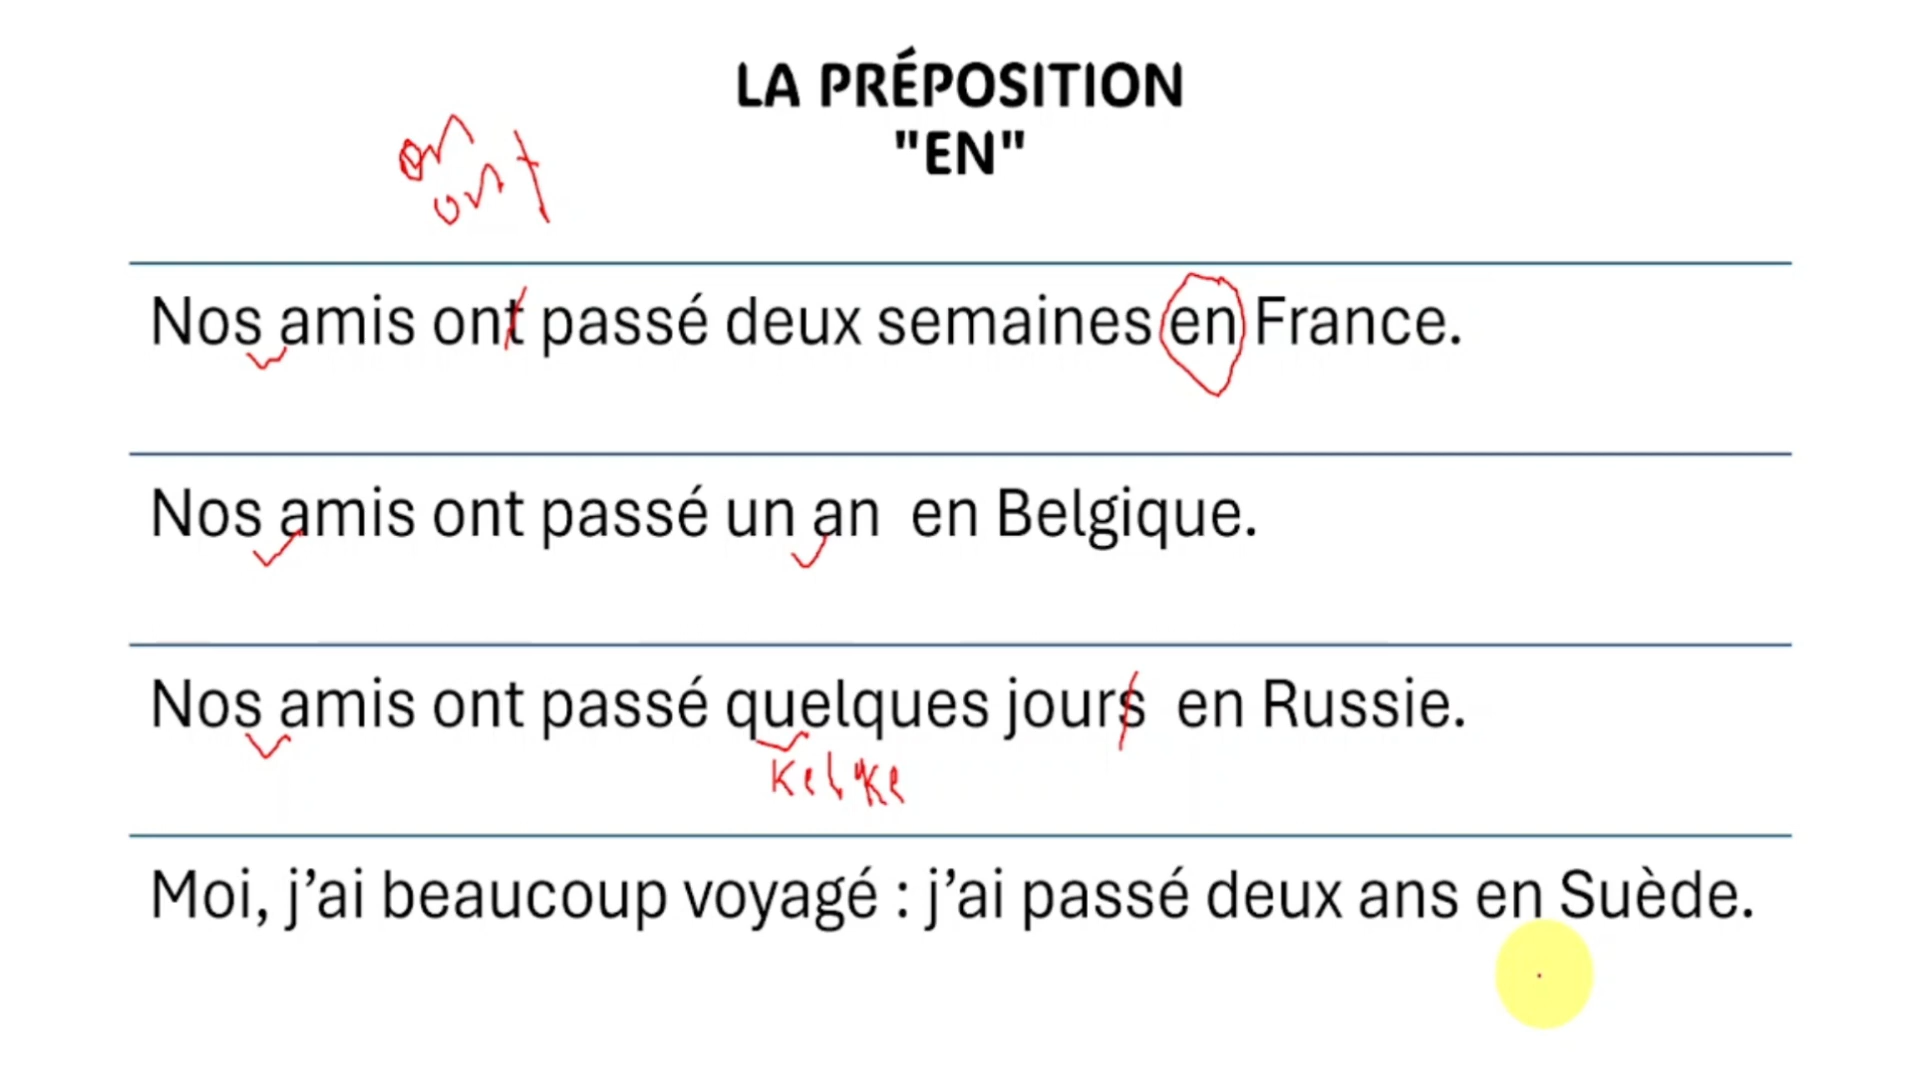 LA PRÉPOSITION
"EN"
on
ont
Nos amis ont passé deux semaines en France.
Nos amis ont passé un an en Belgique.
Nos amis ont passé quelques jours en Russie.
kelke
Moi, j’ai beaucoup voyagé : j’ai passé deux ans en Suède.